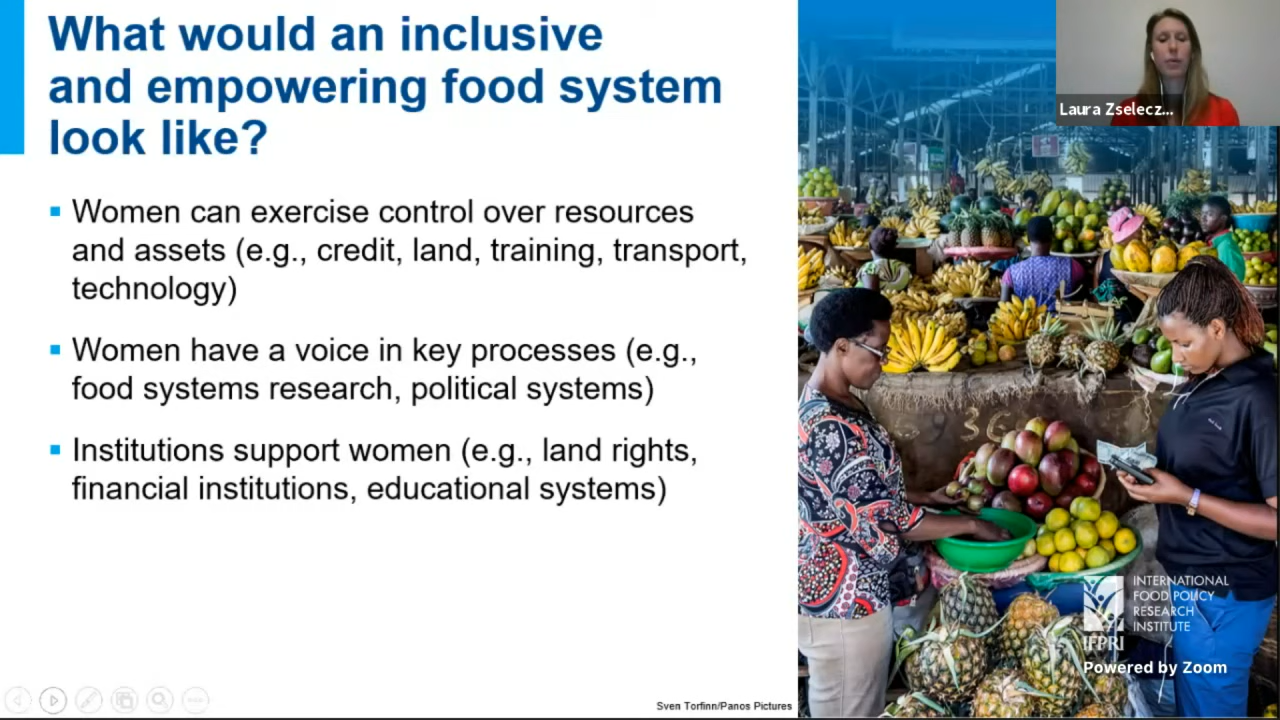 What would an inclusive
and empowering food system
look like?
Women can exercise control over resources
and assets (e.g., credit, land, training, transport,
technology)
Women have a voice in key processes (e.g.,
food systems research, political systems)
Institutions support women (e.g., land rights,
financial institutions, educational systems)
Sven Torfinn/Panos Pictures
Laura Zselecz...
36
INTERNATIONAL
FOOD POLICY
RESEARCH
INSTITUTE
IFPRI
Powered by Zoom